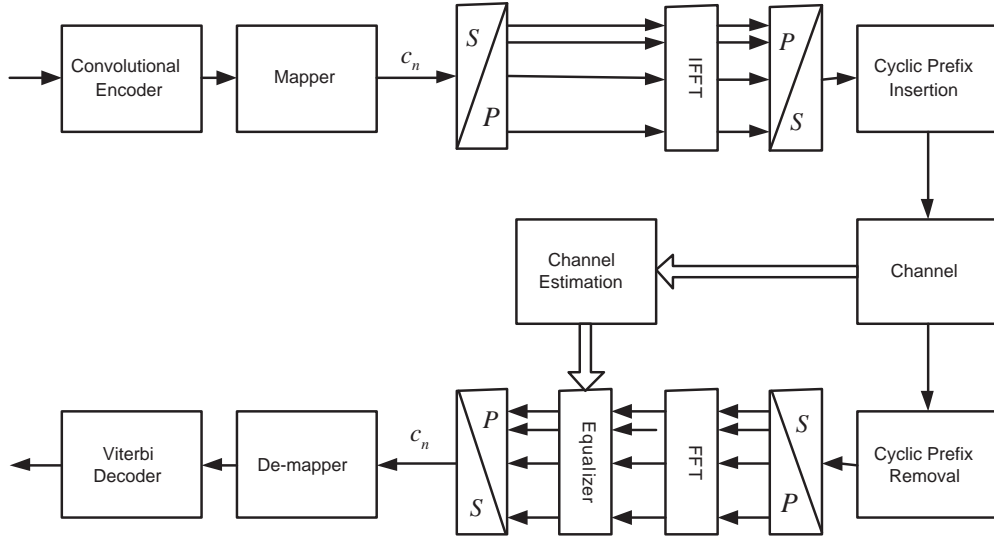 Convolutional
Encoder
Mapper
c_n
S
P
IFFT
P
S
Cyclic Prefix
Insertion
Channel
Estimation
Channel
Viterbi
Decoder
De-mapper
c_n
P
S
Equalizer
FFT
S
P
Cyclic Prefix
Removal